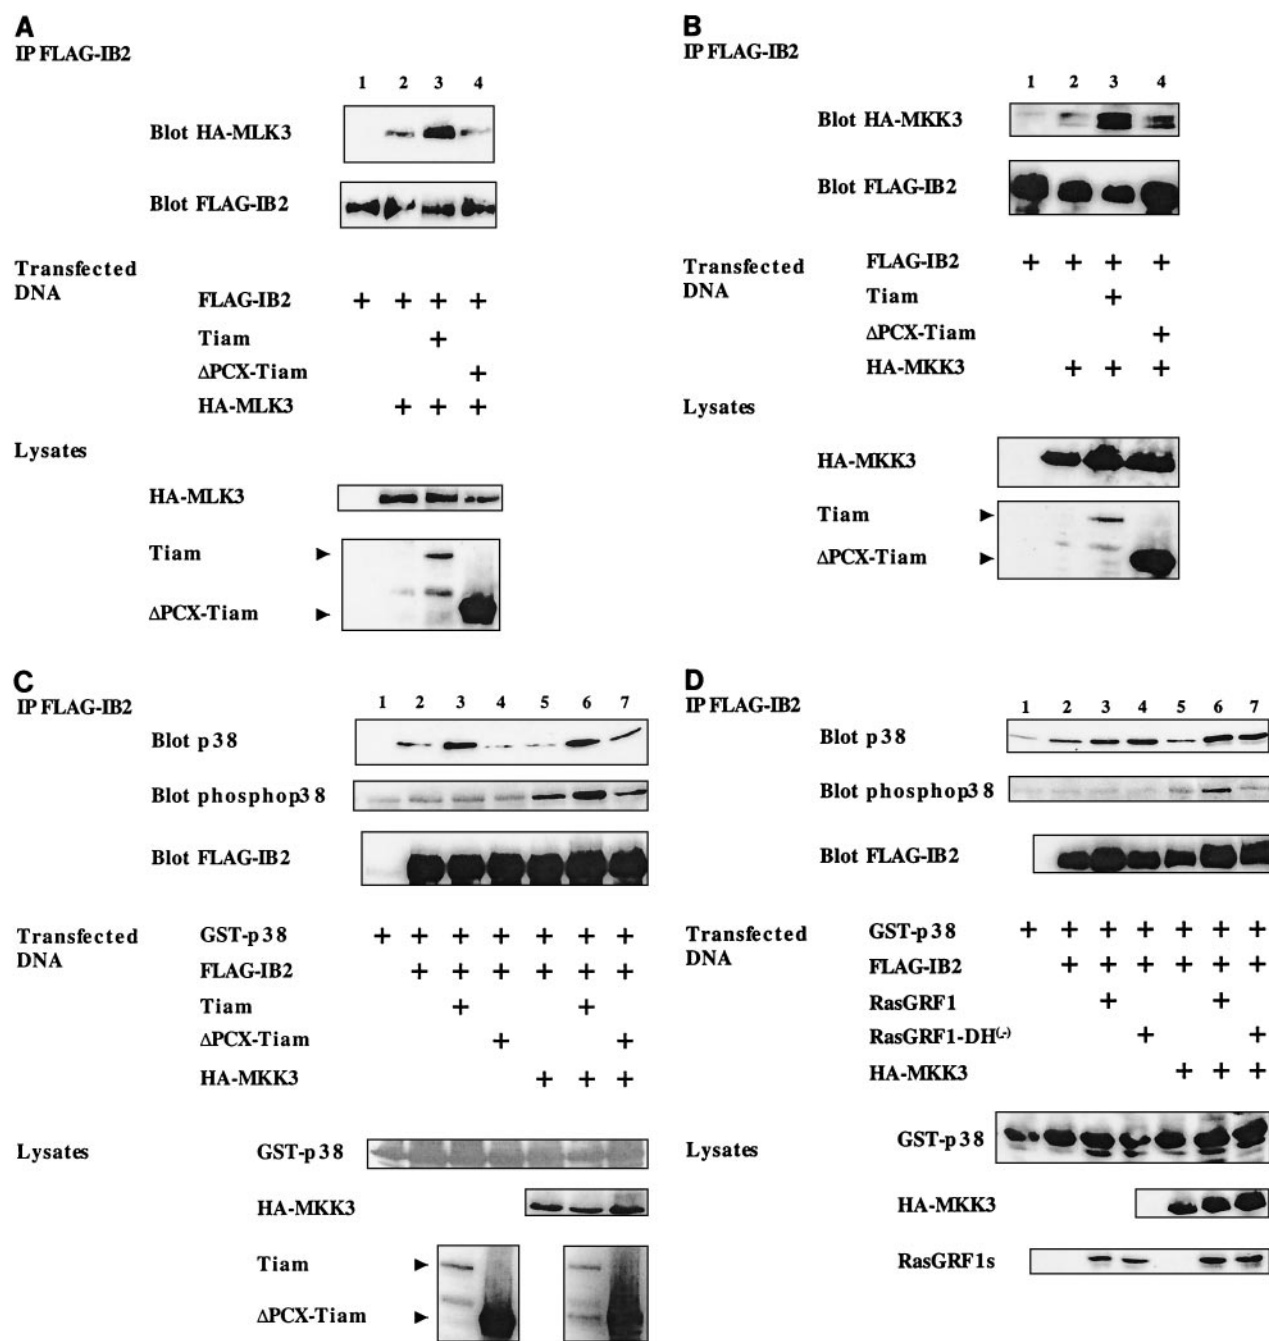 A
IP FLAG-IB2
1 2 3 4
Blot HA-MLK3
Blot FLAG-IB2
Transfected
DNA
FLAG-IB2 + + + +
Tiam +
ΔPCX-Tiam +
HA-MLK3 + + +
Lysates
HA-MLK3
Tiam
ΔPCX-Tiam
B
IP FLAG-IB2
1 2 3 4
Blot HA-MKK3
Blot FLAG-IB2
Transfected
DNA
FLAG-IB2 + + + +
Tiam +
ΔPCX-Tiam +
HA-MKK3 + + +
Lysates
HA-MKK3
Tiam
ΔPCX-Tiam
C
IP FLAG-IB2
1 2 3 4 5 6 7
Blot p38
Blot phosphop38
Blot FLAG-IB2
Transfected
DNA
GST-p38 + + + + + + +
FLAG-IB2 + + + + + +
Tiam + +
ΔPCX-Tiam + +
HA-MKK3 + + +
Lysates
GST-p38
HA-MKK3
Tiam
ΔPCX-Tiam
D
IP FLAG-IB2
1 2 3 4 5 6 7
Blot p38
Blot phosphop38
Blot FLAG-IB2
Transfected
DNA
GST-p38 + + + + + + +
FLAG-IB2 + + + + + +
RasGRF1 + +
RasGRF1-DH(-) + +
HA-MKK3 + + +
Lysates
GST-p38
HA-MKK3
RasGRF1s